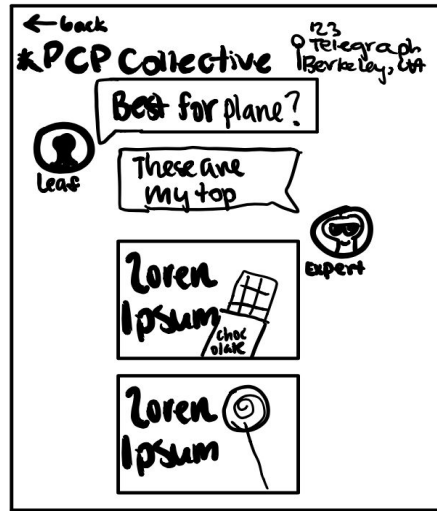 ← back
*PCP Collective
123
Telegraph
Berkeley, CA
Best for plane?
leaf
These are
my top
Expert
Loren
Ipsum
choc
olate
Loren
Ipsum